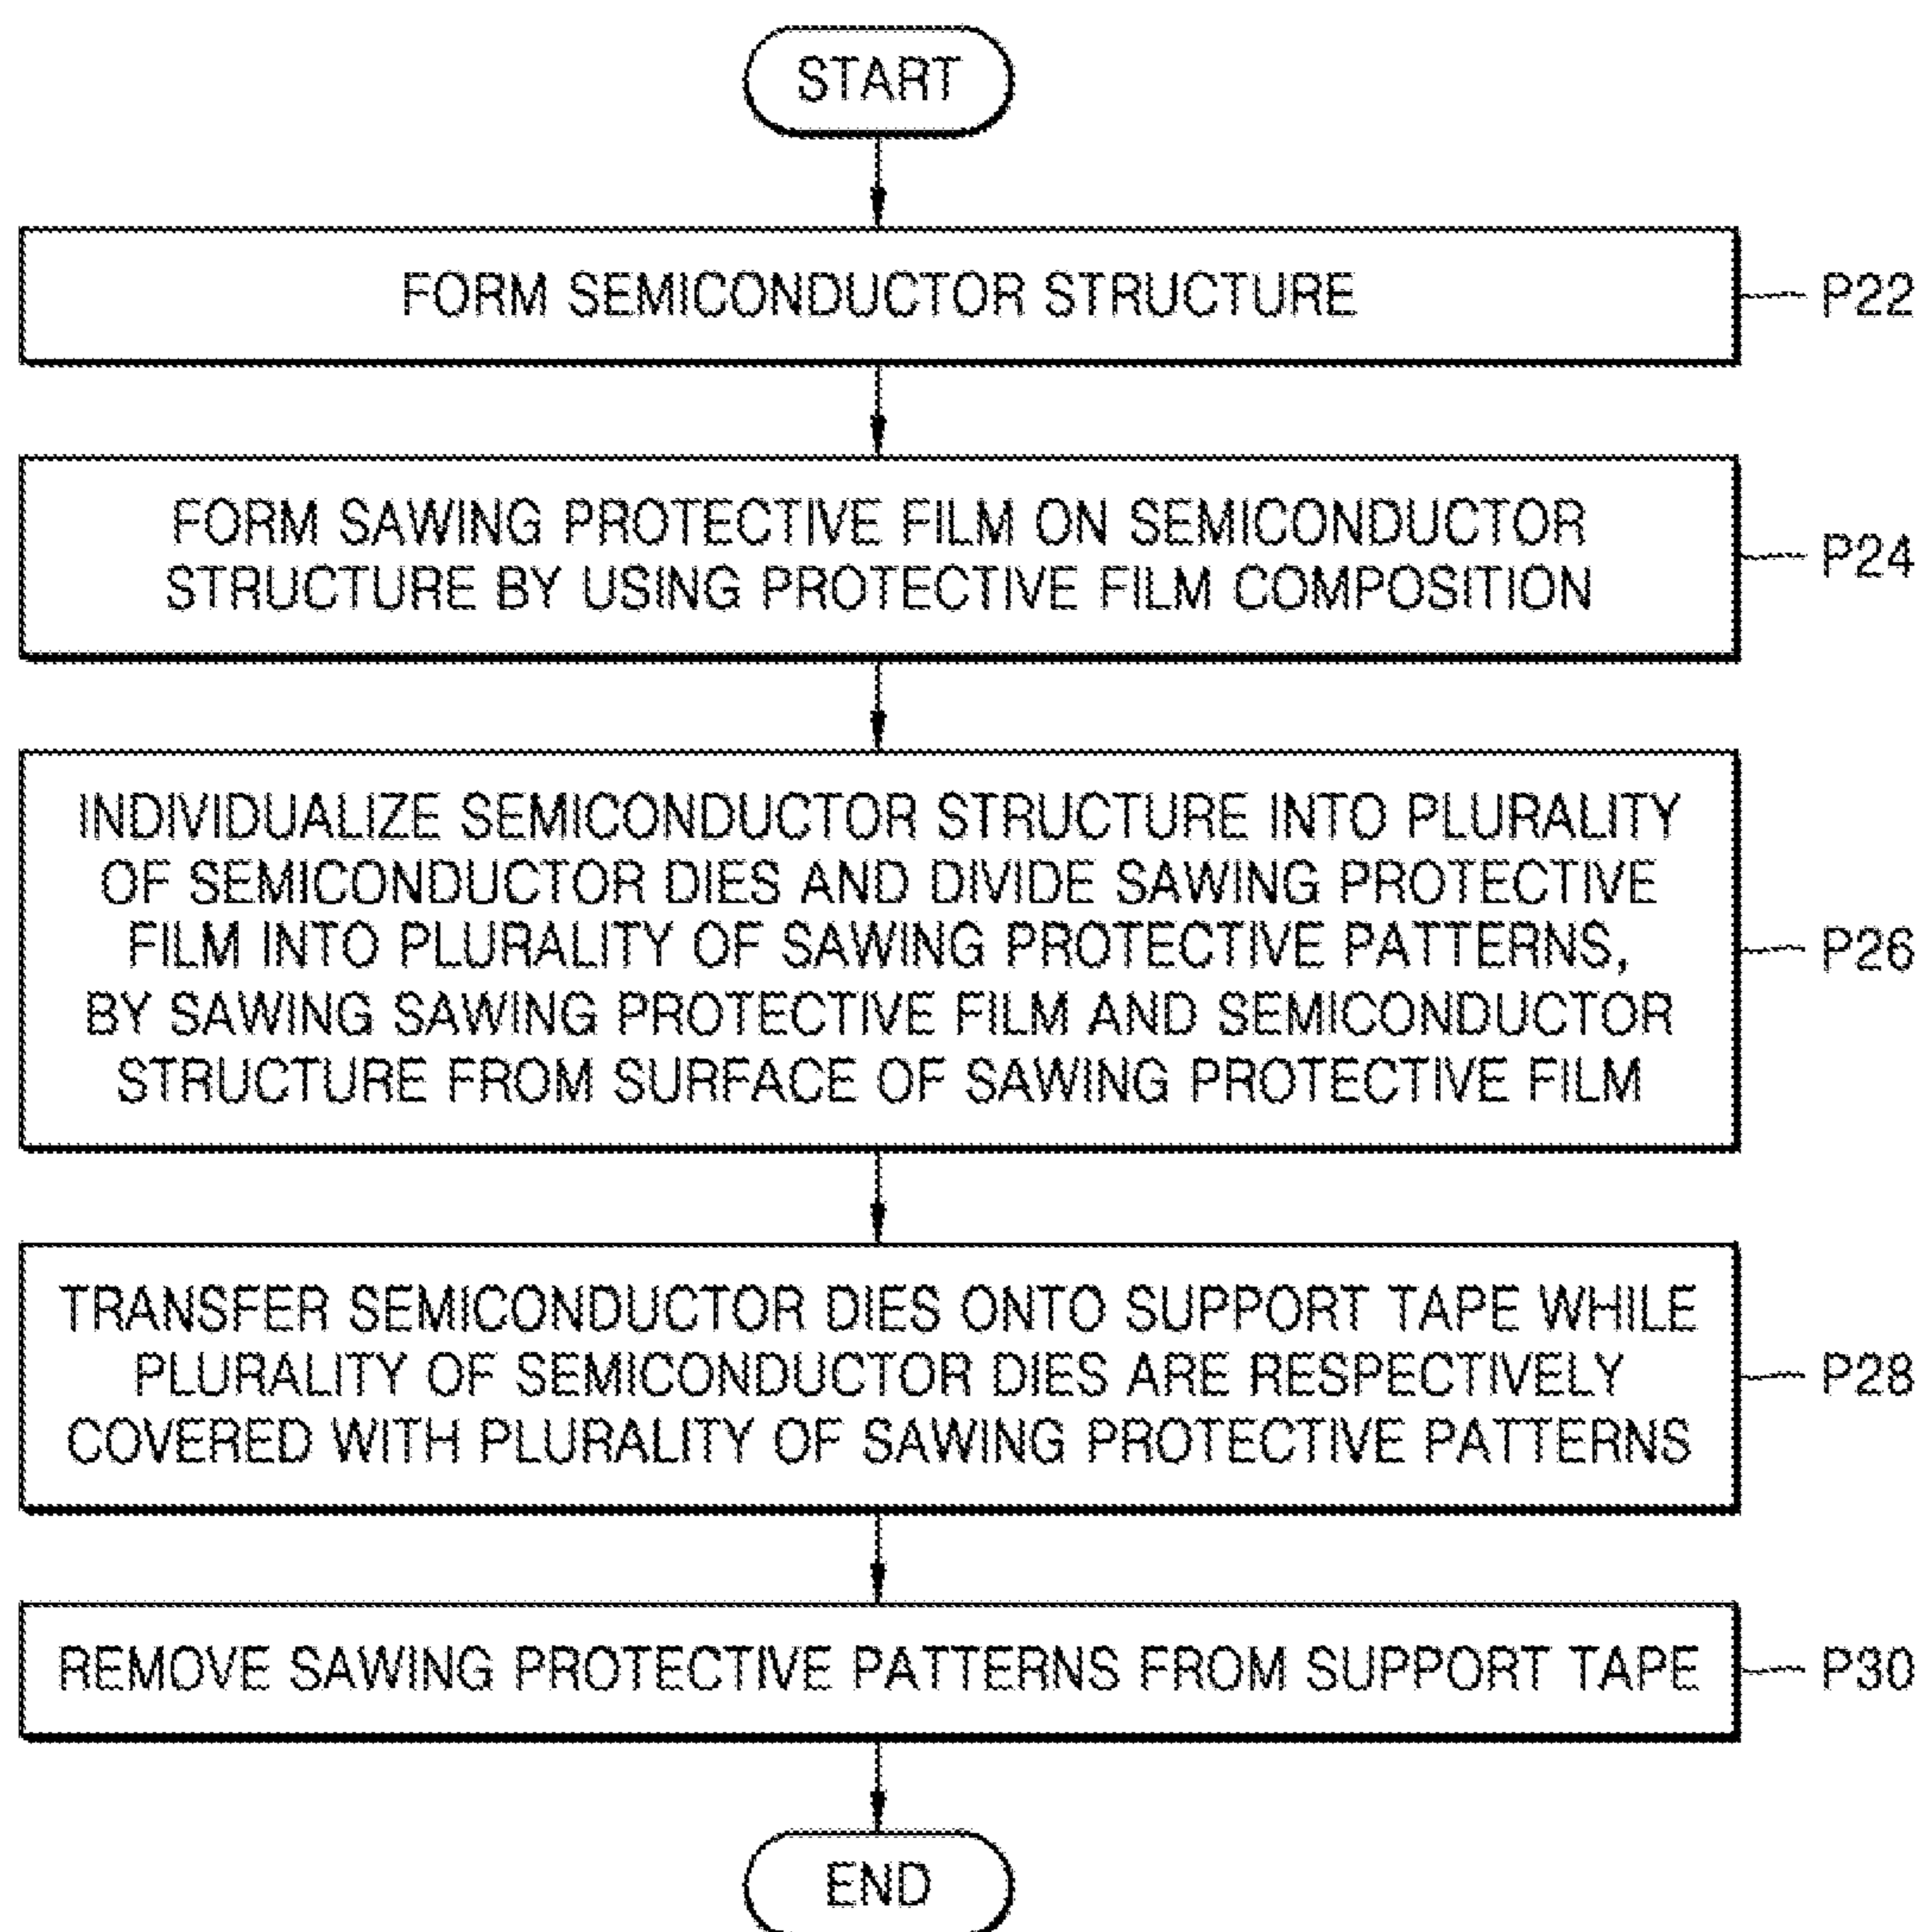 START
FORM SEMICONDUCTOR STRUCTURE
P22
FORM SAWING PROTECTIVE FILM ON SEMICONDUCTOR
STRUCTURE BY USING PROTECTIVE FILM COMPOSITION
P24
INDIVIDUALIZE SEMICONDUCTOR STRUCTURE INTO PLURALITY
OF SEMICONDUCTOR DIES AND DIVIDE SAWING PROTECTIVE
FILM INTO PLURALITY OF SAWING PROTECTIVE PATTERNS,
BY SAWING SAWING PROTECTIVE FILM AND SEMICONDUCTOR
STRUCTURE FROM SURFACE OF SAWING PROTECTIVE FILM
P26
TRANSFER SEMICONDUCTOR DIES ONTO SUPPORT TAPE WHILE
PLURALITY OF SEMICONDUCTOR DIES ARE RESPECTIVELY
COVERED WITH PLURALITY OF SAWING PROTECTIVE PATTERNS
P28
REMOVE SAWING PROTECTIVE PATTERNS FROM SUPPORT TAPE
P30
END